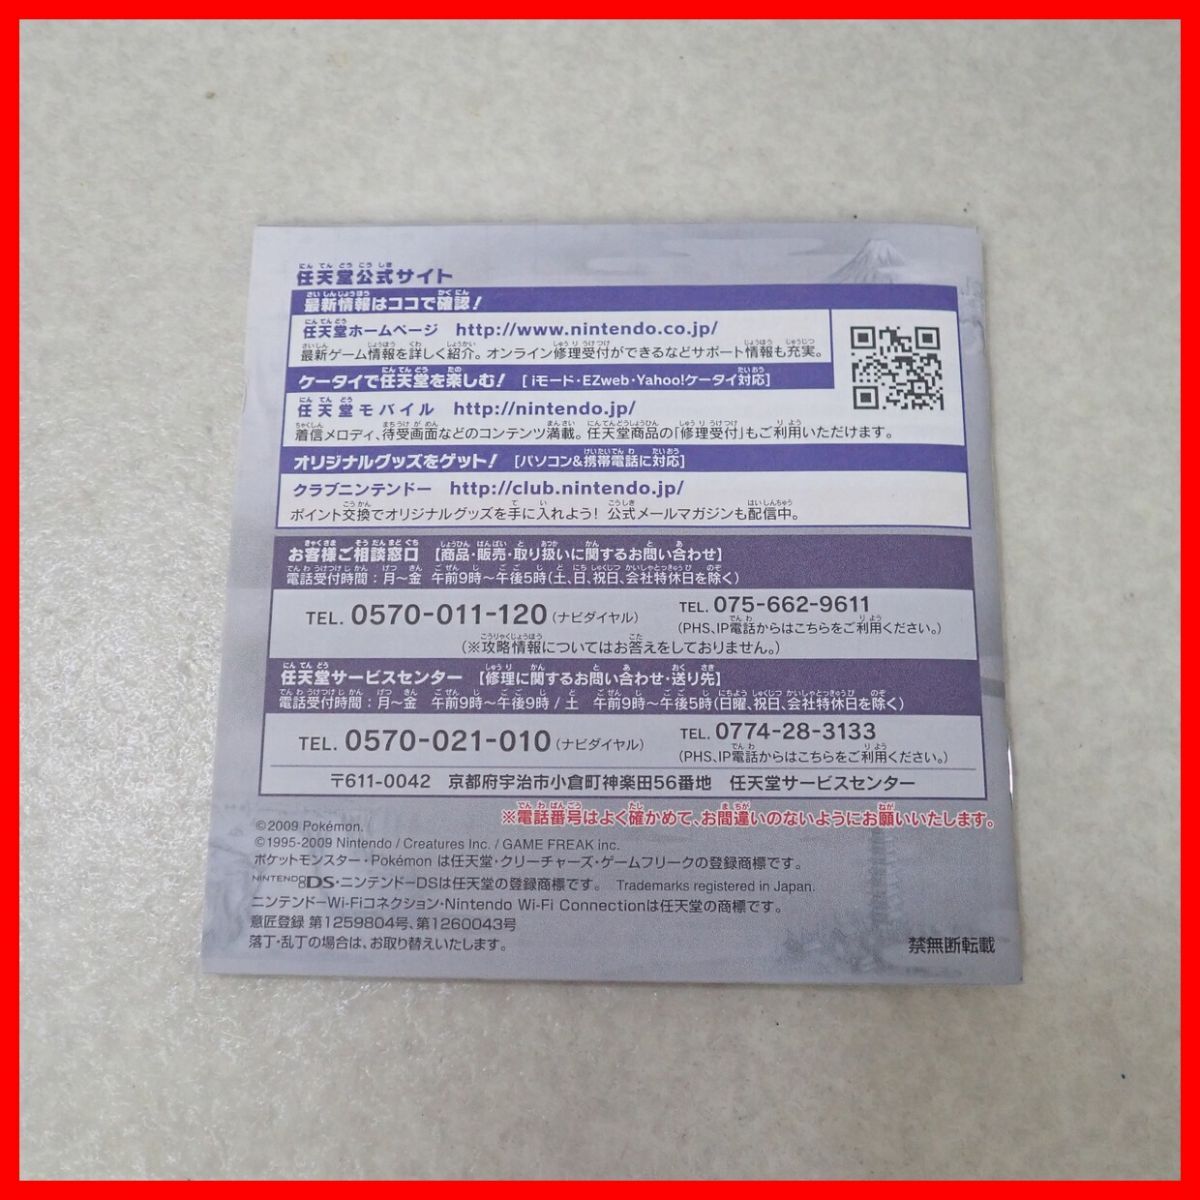 任天堂公式サイト
最新情報はココで確認!
任天堂ホームページ http://www.nintendo.co.jp/
最新ゲーム情報を詳しく紹介。オンライン修理受付ができるなどサポート情報も充実。
ケータイで任天堂を楽しむ! [iモード・EZweb・Yahoo!ケータイ対応]
任天堂モバイル http://nintendo.jp/
着信メロディ、待受画面などのコンテンツ満載。任天堂商品の「修理受付」もご利用いただけます。
オリジナルグッズをゲット! [パソコン&携帯電話に対応]
クラブニンテンドー http://club.nintendo.jp/
ポイント交換でオリジナルグッズを手に入れよう! 公式メールマガジンも配信中。
お客様ご相談窓口 【商品・販売・取り扱いに関するお問い合わせ】
電話受付時間:月~金 午前9時~午後5時(土、日、祝日、会社特休日を除く)
TEL. 0570-011-120(ナビダイヤル) TEL. 075-662-9611
(PHS、IP電話からはこちらをご利用ください。)
(※攻略情報についてはお答えをしておりません。)
任天堂サービスセンター 【修理に関するお問い合わせ・送り先】
電話受付時間:月~金 午前9時~午後9時/土 午前9時~午後5時(日曜、祝日、会社特休日を除く)
TEL. 0570-021-010(ナビダイヤル) TEL. 0774-28-3133
(PHS、IP電話からはこちらをご利用ください。)
〒611-0042 京都府宇治市小倉町神楽田56番地 任天堂サービスセンター
※電話番号はよく確かめて、お間違いのないようにお願いいたします。
©2009 Pokémon.
©1995-2009 Nintendo / Creatures Inc. / GAME FREAK inc.
ポケットモンスター・Pokémon は任天堂・クリーチャーズ・ゲームフリークの登録商標です。
NINTENDO DS・ニンテンドーDSは任天堂の登録商標です。 Trademarks registered in Japan.
ニンテンドーWi-Fiコネクション・Nintendo Wi-Fi Connectionは任天堂の商標です。
意匠登録 第1259804号、第1260043号
落丁・乱丁の場合は、お取り替えいたします。
禁無断転載